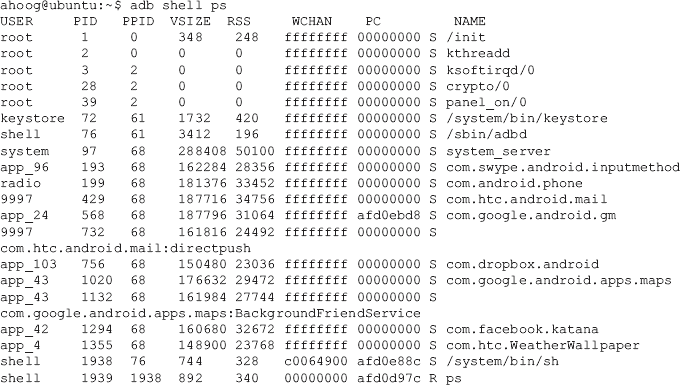 ahoog@ubuntu:~$ adb shell ps
USER PID PPID VSIZE RSS WCHAN PC NAME
root 1 0 348 248 ffffffff 00000000 S /init
root 2 0 0 0 ffffffff 00000000 S kthreadd
root 3 2 0 0 ffffffff 00000000 S ksoftirqd/0
root 28 2 0 0 ffffffff 00000000 S crypto/0
root 39 2 0 0 ffffffff 00000000 S panel_on/0
keystore 72 61 1732 420 ffffffff 00000000 S /system/bin/keystore
shell 76 61 3412 196 ffffffff 00000000 S /sbin/adbd
system 97 68 288408 50100 ffffffff 00000000 S system_server
app_96 193 68 162284 28356 ffffffff 00000000 S com.swype.android.inputmethod
radio 199 68 181376 33452 ffffffff 00000000 S com.android.phone
9997 429 68 187716 34756 ffffffff 00000000 S com.htc.android.mail
app_24 568 68 187796 31064 ffffffff afd0ebd8 S com.google.android.gm
9997 732 68 161816 24492 ffffffff 00000000 S
com.htc.android.mail:directpush
app_103 756 68 150480 23036 ffffffff 00000000 S com.dropbox.android
app_43 1020 68 176632 29472 ffffffff 00000000 S com.google.android.apps.maps
app_43 1132 68 161984 27744 ffffffff 00000000 S
com.google.android.apps.maps:BackgroundFriendService
app_42 1294 68 160680 32672 ffffffff 00000000 S com.facebook.katana
app_4 1355 68 148900 23768 ffffffff 00000000 S com.htc.WeatherWallpaper
shell 1938 76 744 328 c0064900 afd0e88c S /system/bin/sh
shell 1939 1938 892 340 00000000 afd0d97c R ps